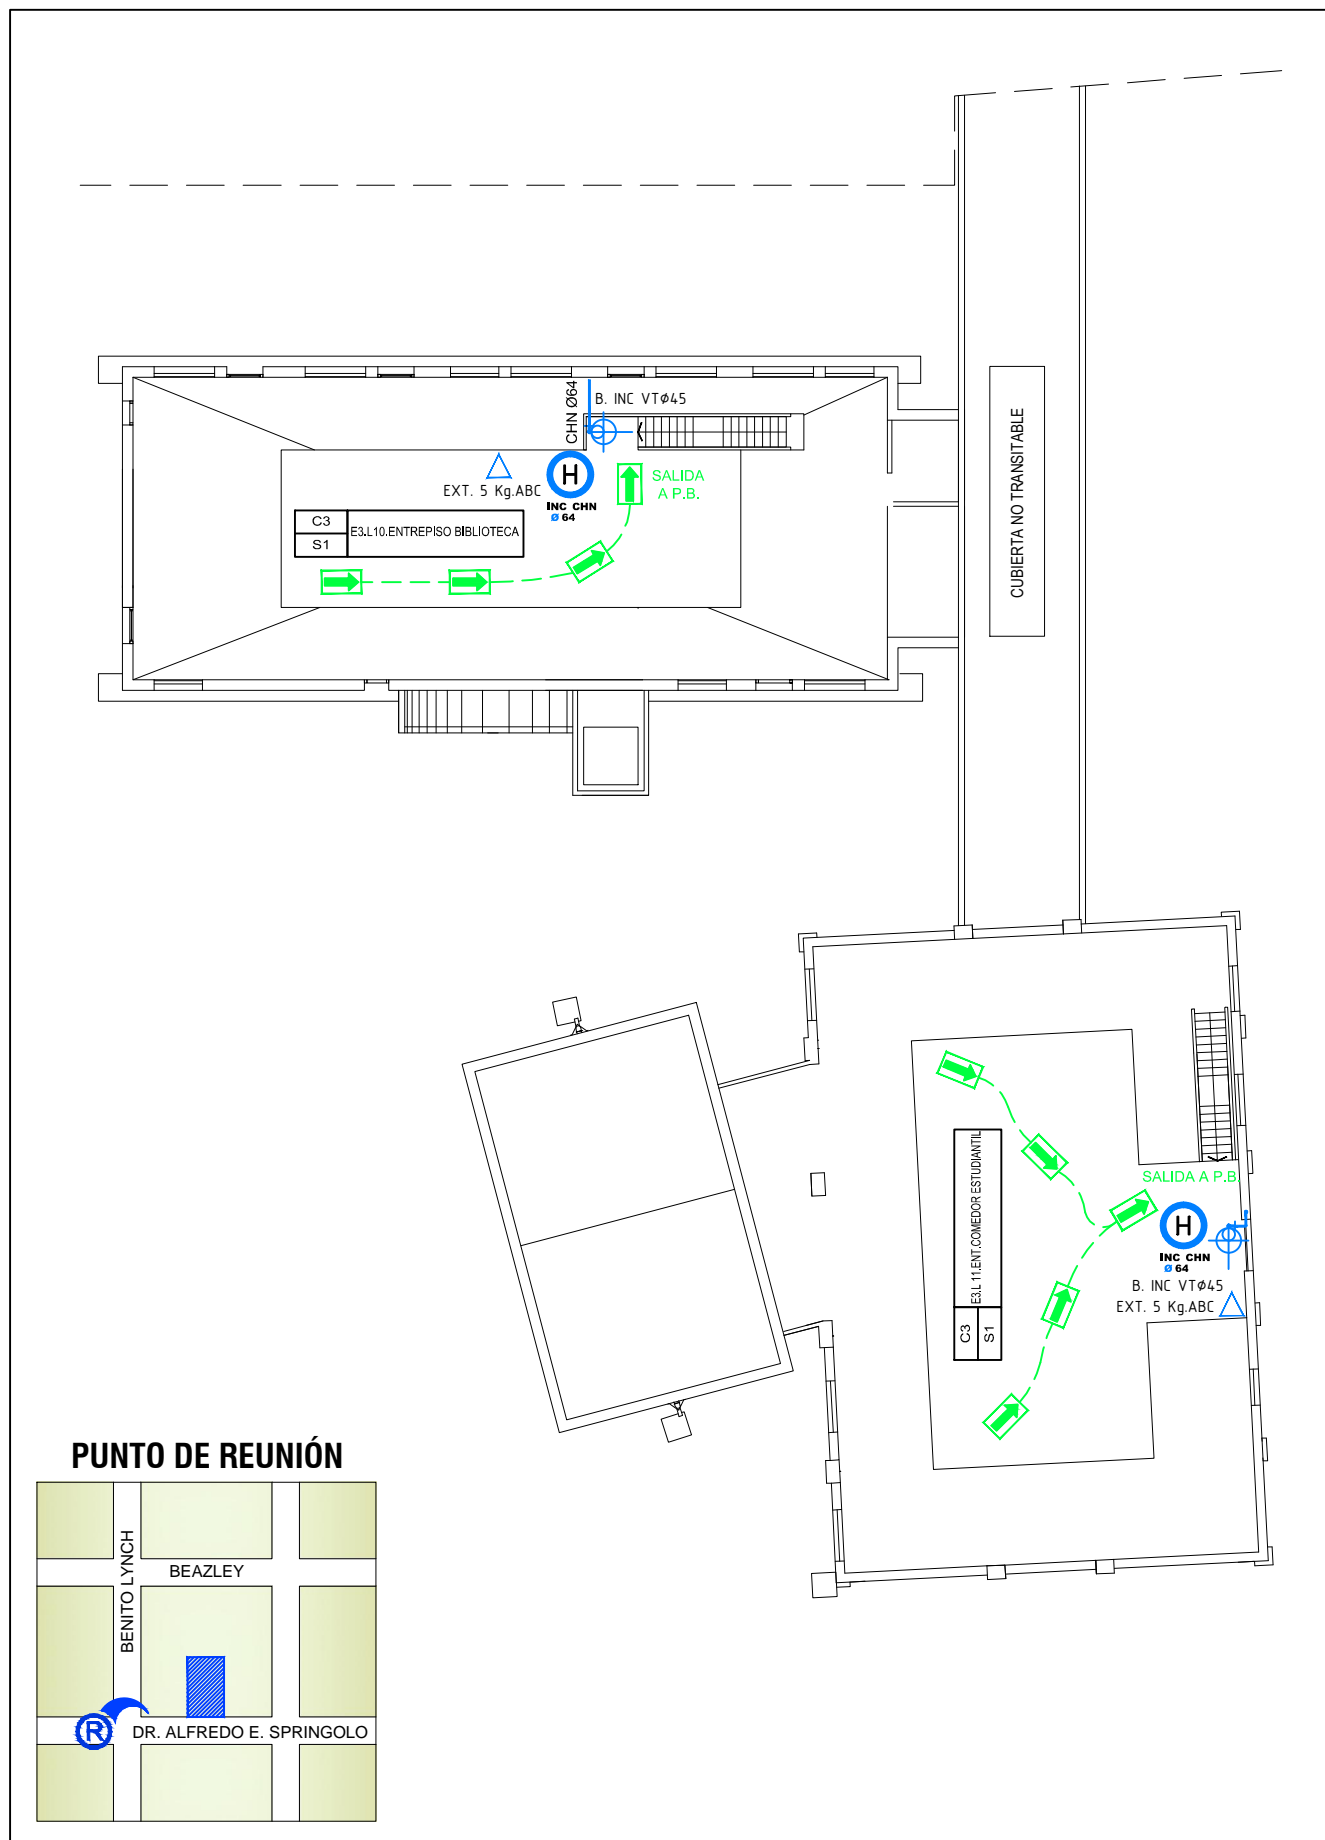 CHN Ø64
B. INC VTØ45
EXT. 5 Kg.ABC
H
INC CHN
Ø 64
SALIDA
A P.B.
C3
S1
E3.L10.ENTREPISO BIBLIOTECA
CUBIERTA NO TRANSITABLE
E3.L 11.ENT.COMEDOR ESTUDIANTIL
C3
S1
SALIDA A P.B.
H
INC CHN
Ø 64
B. INC VTØ45
EXT. 5 Kg.ABC
PUNTO DE REUNIÓN
BENITO LYNCH
BEAZLEY
R
DR. ALFREDO E. SPRINGOLO